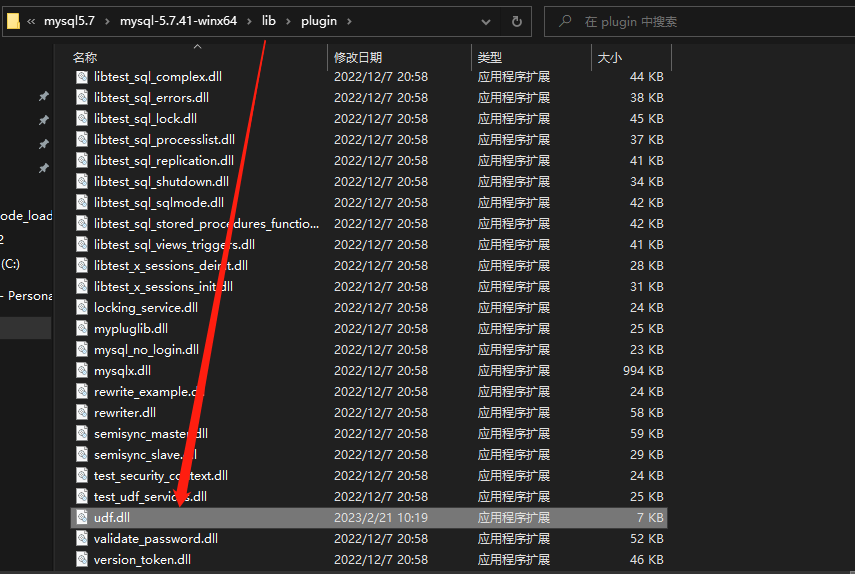 « mysql5.7 › mysql-5.7.41-winx64 › lib › plugin ›
在 plugin 中搜索
名称 修改日期 类型 大小
libtest_sql_complex.dll 2022/12/7 20:58 应用程序扩展 44 KB
libtest_sql_errors.dll 2022/12/7 20:58 应用程序扩展 38 KB
libtest_sql_lock.dll 2022/12/7 20:58 应用程序扩展 45 KB
libtest_sql_processlist.dll 2022/12/7 20:58 应用程序扩展 37 KB
libtest_sql_replication.dll 2022/12/7 20:58 应用程序扩展 41 KB
libtest_sql_shutdown.dll 2022/12/7 20:58 应用程序扩展 34 KB
libtest_sql_sqlmode.dll 2022/12/7 20:58 应用程序扩展 42 KB
libtest_sql_stored_procedures_functio... 2022/12/7 20:58 应用程序扩展 42 KB
libtest_sql_views_triggers.dll 2022/12/7 20:58 应用程序扩展 41 KB
libtest_x_sessions_deinit.dll 2022/12/7 20:58 应用程序扩展 28 KB
libtest_x_sessions_init.dll 2022/12/7 20:58 应用程序扩展 31 KB
locking_service.dll 2022/12/7 20:58 应用程序扩展 24 KB
mypluglib.dll 2022/12/7 20:58 应用程序扩展 25 KB
mysql_no_login.dll 2022/12/7 20:58 应用程序扩展 23 KB
mysqlx.dll 2022/12/7 20:58 应用程序扩展 994 KB
rewrite_example.dll 2022/12/7 20:58 应用程序扩展 24 KB
rewriter.dll 2022/12/7 20:58 应用程序扩展 58 KB
semisync_master.dll 2022/12/7 20:58 应用程序扩展 59 KB
semisync_slave.dll 2022/12/7 20:58 应用程序扩展 29 KB
test_security_context.dll 2022/12/7 20:58 应用程序扩展 24 KB
test_udf_services.dll 2022/12/7 20:58 应用程序扩展 25 KB
udf.dll 2023/2/21 10:19 应用程序扩展 7 KB
validate_password.dll 2022/12/7 20:58 应用程序扩展 52 KB
version_token.dll 2022/12/7 20:58 应用程序扩展 46 KB
ode_load
2
(C:)
- Persona